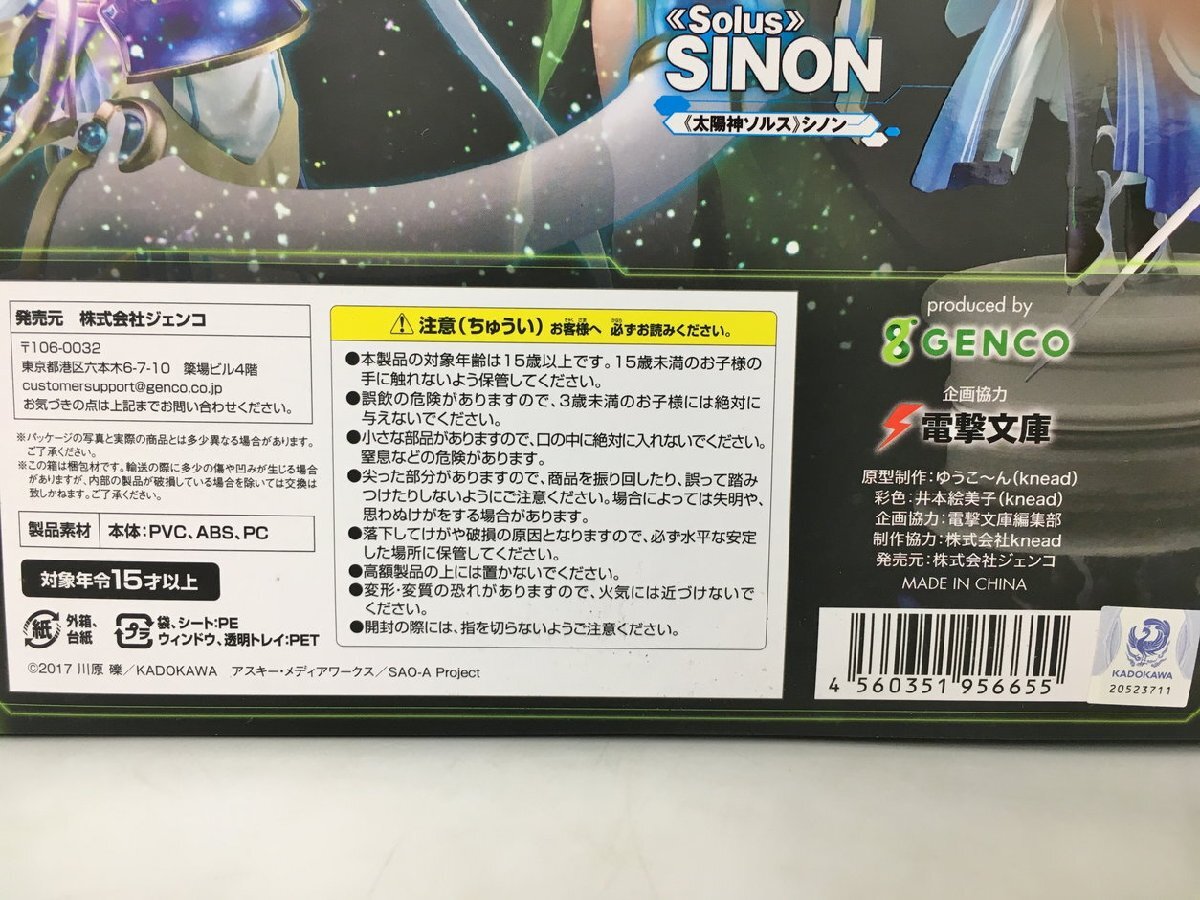 《Solus》
SINON
《太陽神ソルス》シノン
発売元 株式会社ジェンコ
〒106-0032
東京都港区六本木6-7-10 簗場ビル4階
customersupport@genco.co.jp
お気づきの点は上記までお問い合わせください。
※パッケージの写真と実際の商品とは多少異なる場合があります。
ご了承ください。
※この箱は梱包材です。輸送の際に多少の傷や凹みが生じる場合
がありますが、内部の製品が破損している場合を除いては交換は
致しかねます。ご了承ください。
製品素材 本体:PVC、ABS、PC
対象年令15才以上
紙 外箱、
台紙
プラ 袋、シート:PE
ウィンドウ、透明トレイ:PET
©2017 川原 礫/KADOKAWA アスキー・メディアワークス/SAO-A Project
注意(ちゅうい)お客様へ 必ずお読みください。
●本製品の対象年齢は15歳以上です。15歳未満のお子様の
手に触れないよう保管してください。
●誤飲の危険がありますので、3歳未満のお子様には絶対に
与えないでください。
●小さな部品がありますので、口の中に絶対に入れないでください。
窒息などの危険があります。
●尖った部分がありますので、商品を振り回したり、誤って踏み
つけたりしないようにご注意ください。場合によっては失明や、
思わぬけがをする場合があります。
●落下してけがや破損の原因となりますので、必ず水平な安定
した場所に保管してください。
●高額製品の上には置かないでください。
●変形・変質の恐れがありますので、火気には近づけないで
ください。
●開封の際には、指を切らないようご注意ください。
produced by
GENCO
企画協力
電撃文庫
原型制作:ゆうこ〜ん(knead)
彩色:井本絵美子(knead)
企画協力:電撃文庫編集部
制作協力:株式会社knead
発売元:株式会社ジェンコ
MADE IN CHINA
4 560351 956655
KADOKAWA
20523711